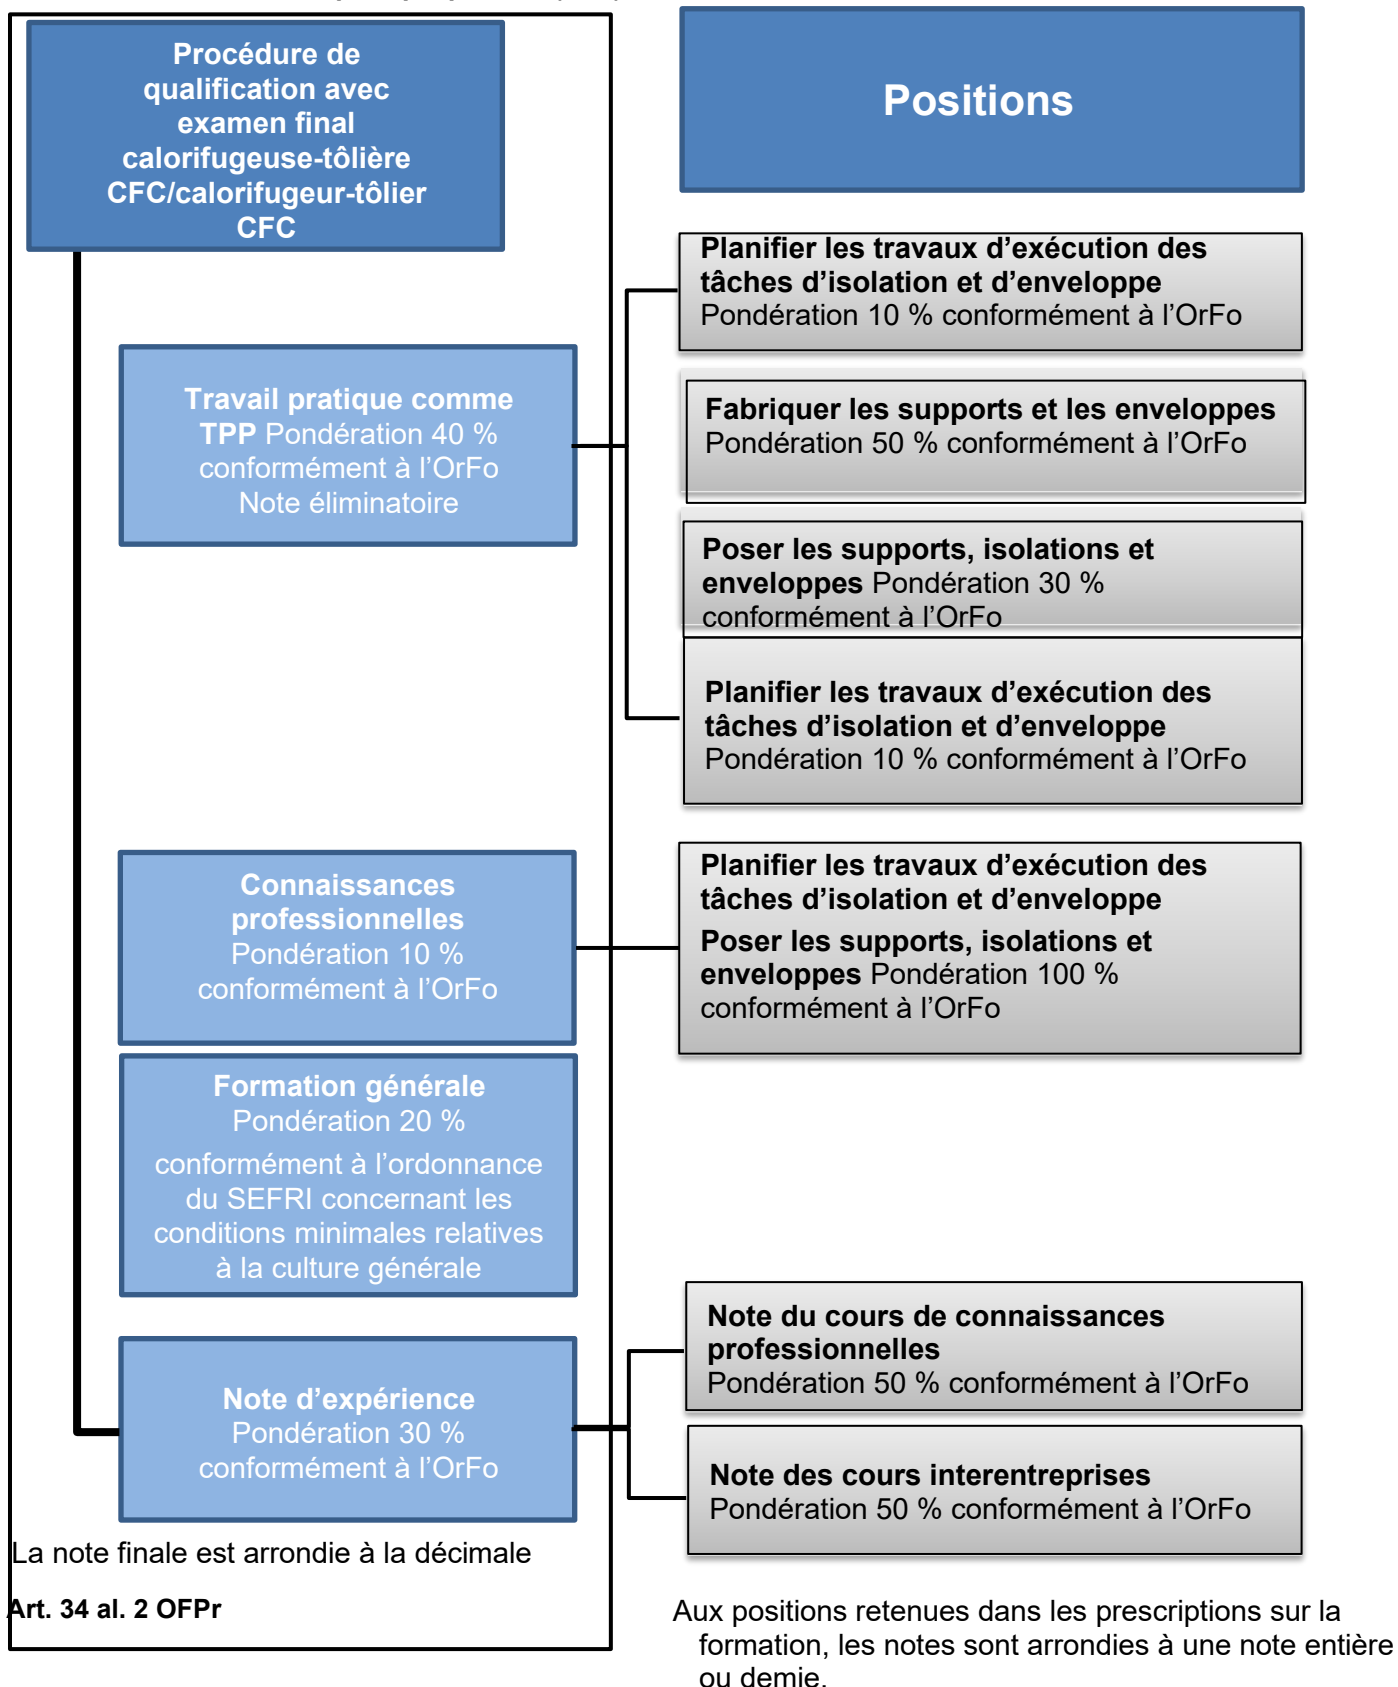 Procédure de
qualification avec
examen final
calorifugeuse-tôlière
CFC/calorifugeur-tôlier
CFC
Positions
Planifier les travaux d’exécution des
tâches d’isolation et d’enveloppe
Pondération 10 % conformément à l’OrFo
Travail pratique comme
TPP Pondération 40 %
conformément à l’OrFo
Note éliminatoire
Fabriquer les supports et les enveloppes
Pondération 50 % conformément à l’OrFo
Poser les supports, isolations et
enveloppes Pondération 30 %
conformément à l’OrFo
Planifier les travaux d’exécution des
tâches d’isolation et d’enveloppe
Pondération 10 % conformément à l’OrFo
Connaissances
professionnelles
Pondération 10 %
conformément à l’OrFo
Planifier les travaux d’exécution des
tâches d’isolation et d’enveloppe
Poser les supports, isolations et
enveloppes Pondération 100 %
conformément à l’OrFo
Formation générale
Pondération 20 %
conformément à l’ordonnance
du SEFRI concernant les
conditions minimales relatives
à la culture générale
Note d’expérience
Pondération 30 %
conformément à l’OrFo
Note du cours de connaissances
professionnelles
Pondération 50 % conformément à l’OrFo
Note des cours interentreprises
Pondération 50 % conformément à l’OrFo
La note finale est arrondie à la décimale
Art. 34 al. 2 OFPr
Aux positions retenues dans les prescriptions sur la
formation, les notes sont arrondies à une note entière
ou demie.